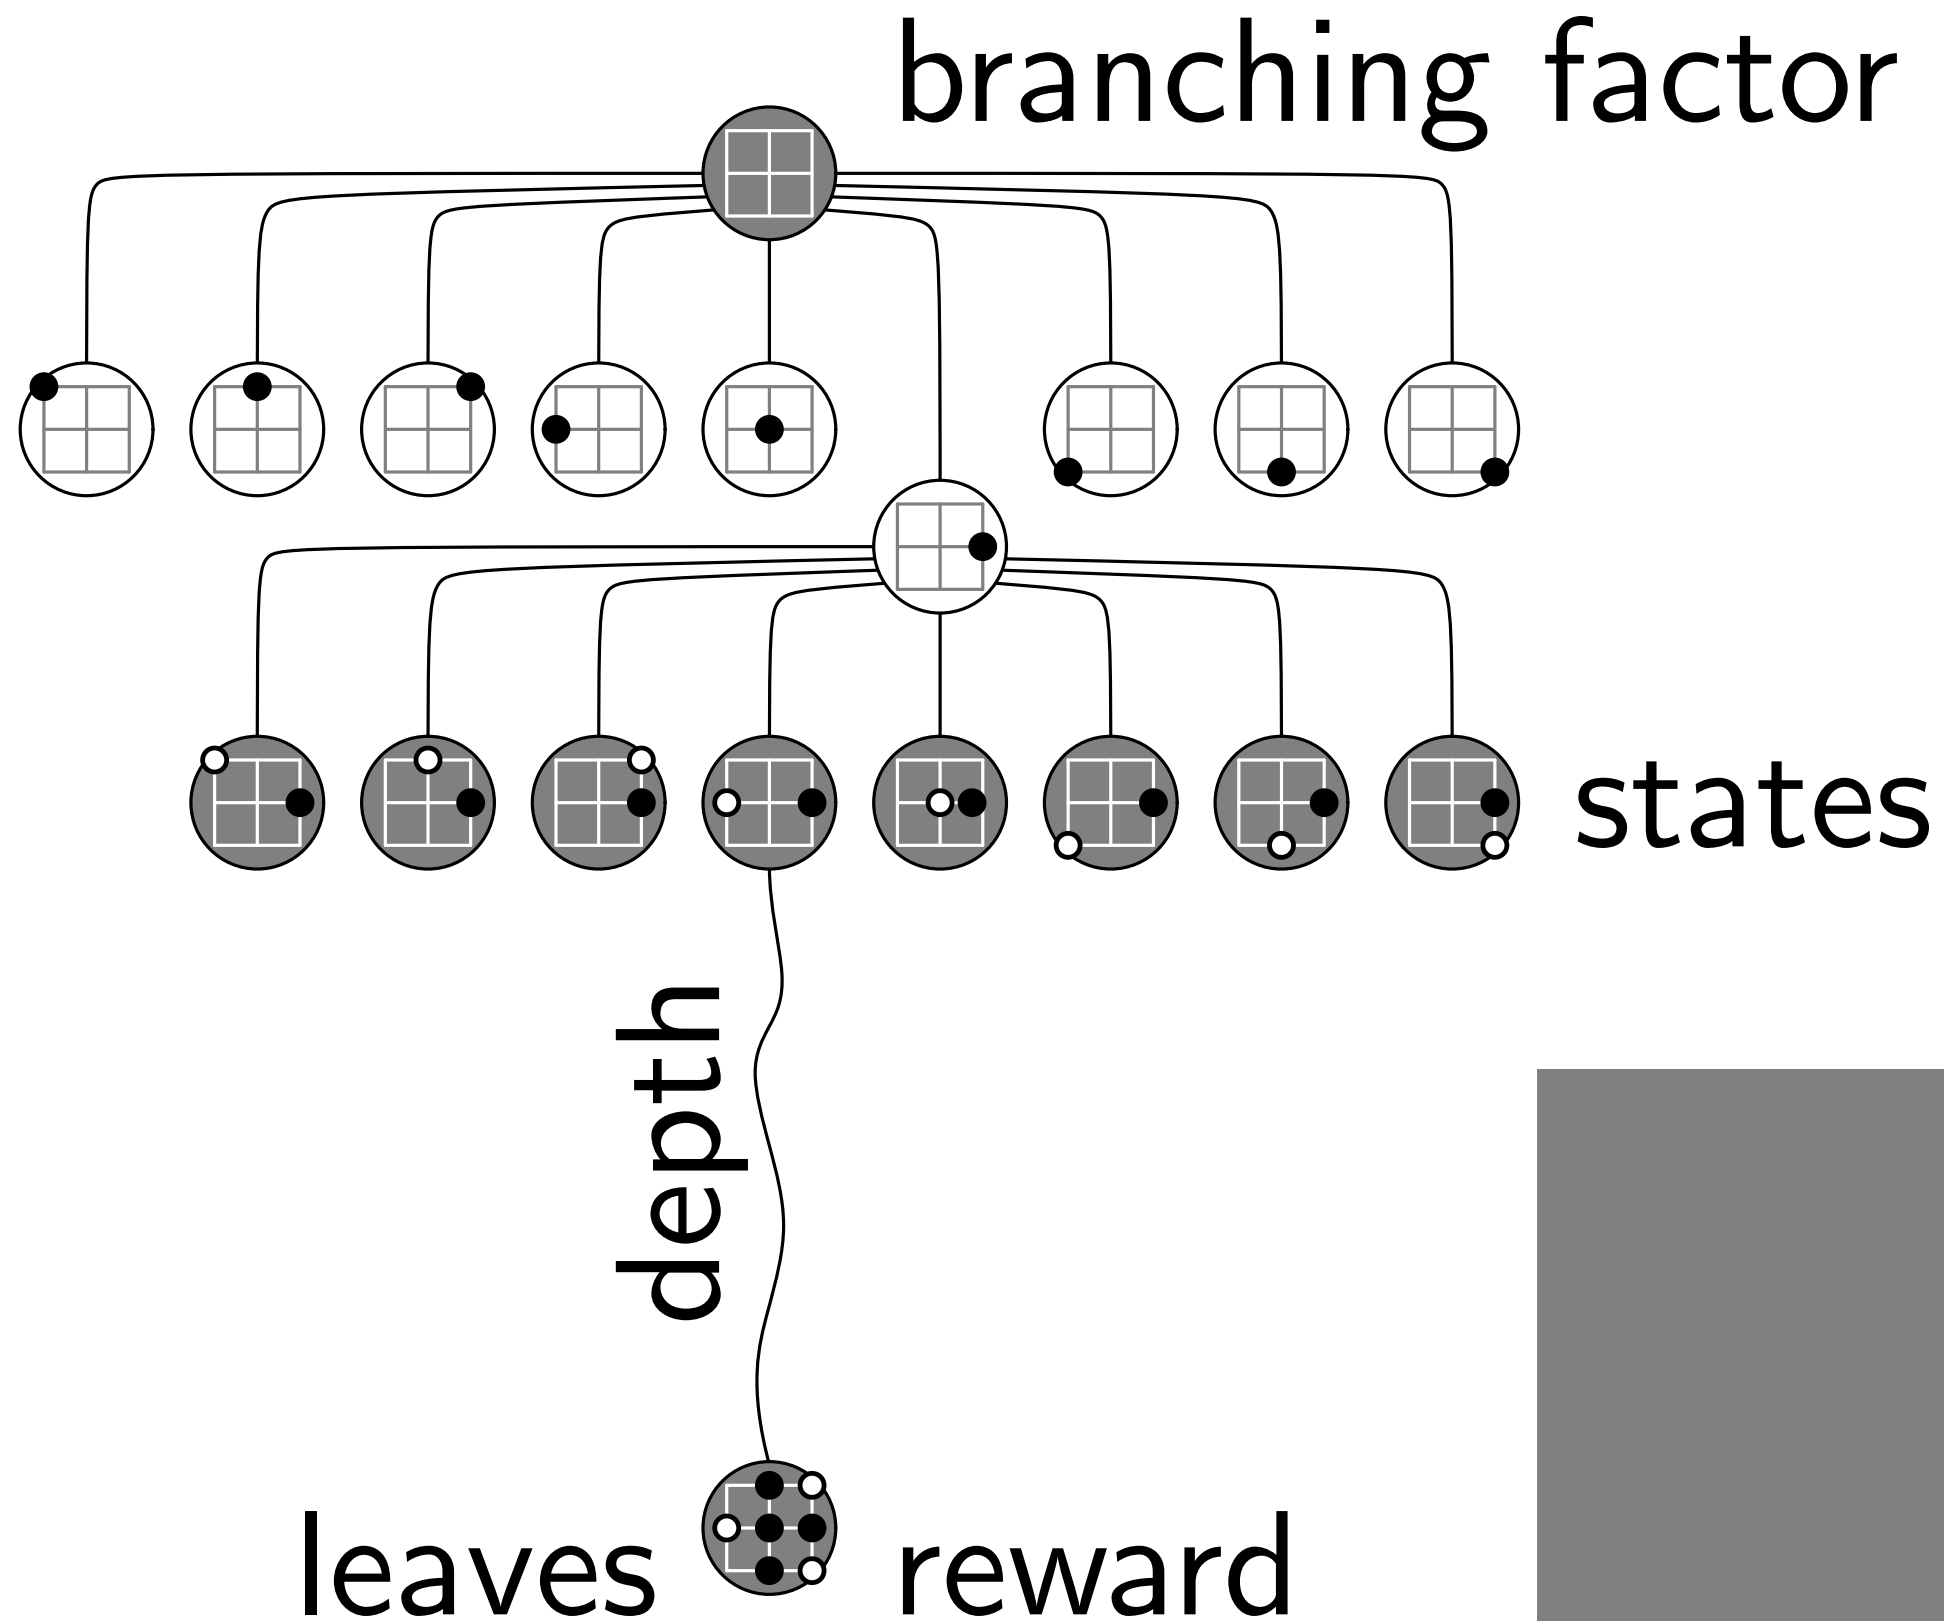 branching factor
states
depth
leaves
reward